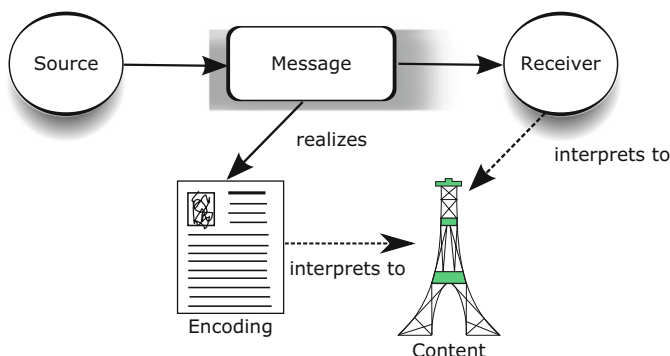 Source
Message
Receiver
realizes
interprets to
interprets to
Encoding
Content